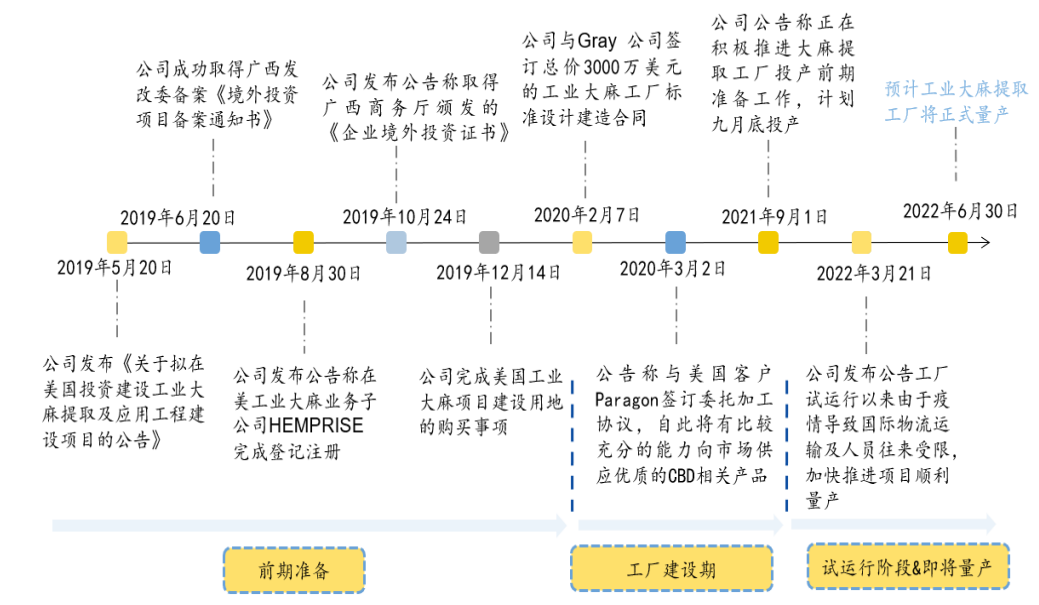 公司成功取得广西发
改委备案《境外投资
项目备案通知书》
公司发布公告称取得
广西商务厅颁发的
《企业境外投资证书》
公司与Gray 公司签
订总价3000万美元
的工业大麻工厂标
准设计建造合同
公司公告称正在
积极推进大麻提
取工厂投产前期
准备工作，计划
九月底投产
预计工业大麻提取
工厂将正式量产
2019年6月20日
2019年10月24日
2020年2月7日
2021年9月1日
2022年6月30日
2019年5月20日
2019年8月30日
2019年12月14日
2020年3月2日
2022年3月21日
公司发布《关于拟在
美国投资建设工业大
麻提取及应用工程建
设项目的公告》
公司发布公告称在
美工业大麻业务子
公司HEMPRISE
完成登记注册
公司完成美国工业
大麻项目建设用地
的购买事项
公告称与美国客户
Paragon签订委托加工
协议，自此将有比较
充分的能力向市场供
应优质的CBD相关产品
公司发布公告工厂
试运行以来由于疫
情导致国际物流运
输及人员往来受限，
加快推进项目顺利
量产
前期准备
工厂建设期
试运行阶段&即将量产